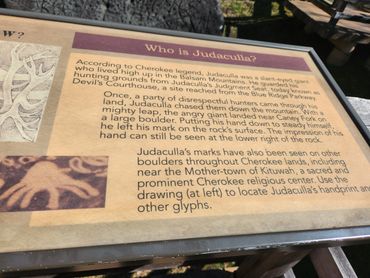 W?
Who is Judaculla?
According to Cherokee legend, Judaculla was a slant-eyed giant
who lived high up in the Balsam Mountains. He guarded his
hunting grounds from Judaculla's Judgment Seat, today known as
Devil's Courthouse, a site reached from the Blue Ridge Parkway.
Once, a party of disrespectful hunters came through his
land, Judaculla chased them down the mountain. With a
mighty leap, the angry giant landed near Caney Fork on
a large boulder. Putting his hand down to steady himself,
he left his mark on the rock's surface. The impression of his
hand can still be seen at the lower right of the rock.
Judaculla's marks have also been seen on other
boulders throughout Cherokee lands, including
near the Mother-town of Kituwah, a sacred and
prominent Cherokee religious center. Use the
drawing (at left) to locate Judaculla's handprint and
other glyphs.